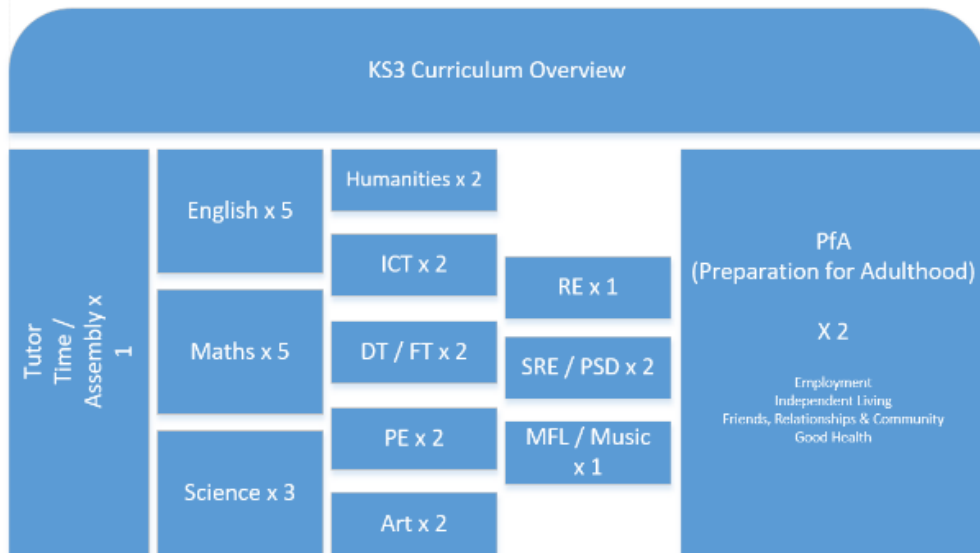 KS3 Curriculum Overview
Tutor
Time /
Assembly x
1
English x 5
Maths x 5
Science x 3
Humanities x 2
ICT x 2
DT / FT x 2
PE x 2
Art x 2
RE x 1
SRE / PSD x 2
MFL / Music
x 1
PfA
(Preparation for Adulthood)
X 2
Employment
Independent Living
Friends, Relationships & Community
Good Health